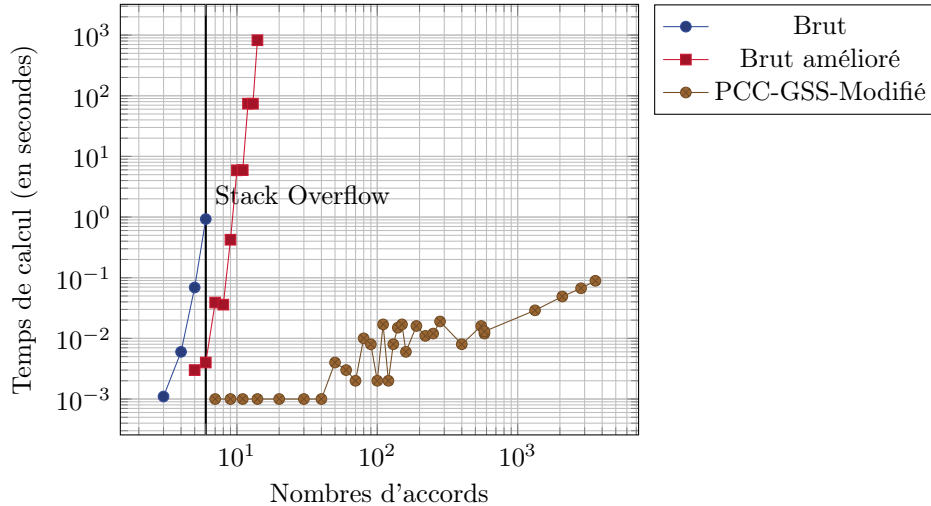 Brut
Brut amélioré
PCC-GSS-Modifié
Temps de calcul (en secondes)
10^3
10^2
10^1
10^0
10^−1
10^−2
10^−3
Stack Overflow
10^1 10^2 10^3
Nombres d'accords